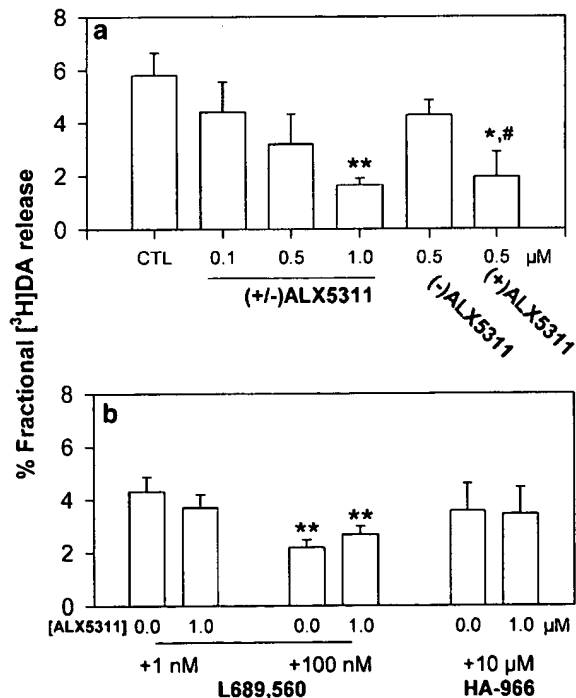 % Fractional [³H]DA release
8
6
4
2
0
a
**
*,#
CTL 0.1 0.5 1.0 0.5 0.5 µM
(+/-)ALX5311
(-)ALX5311
(+)ALX5311
8
6
4
2
0
b
** **
[ALX5311] 0.0 1.0 0.0 1.0 0.0 1.0 µM
+1 nM +100 nM +10 µM
L689,560 HA-966